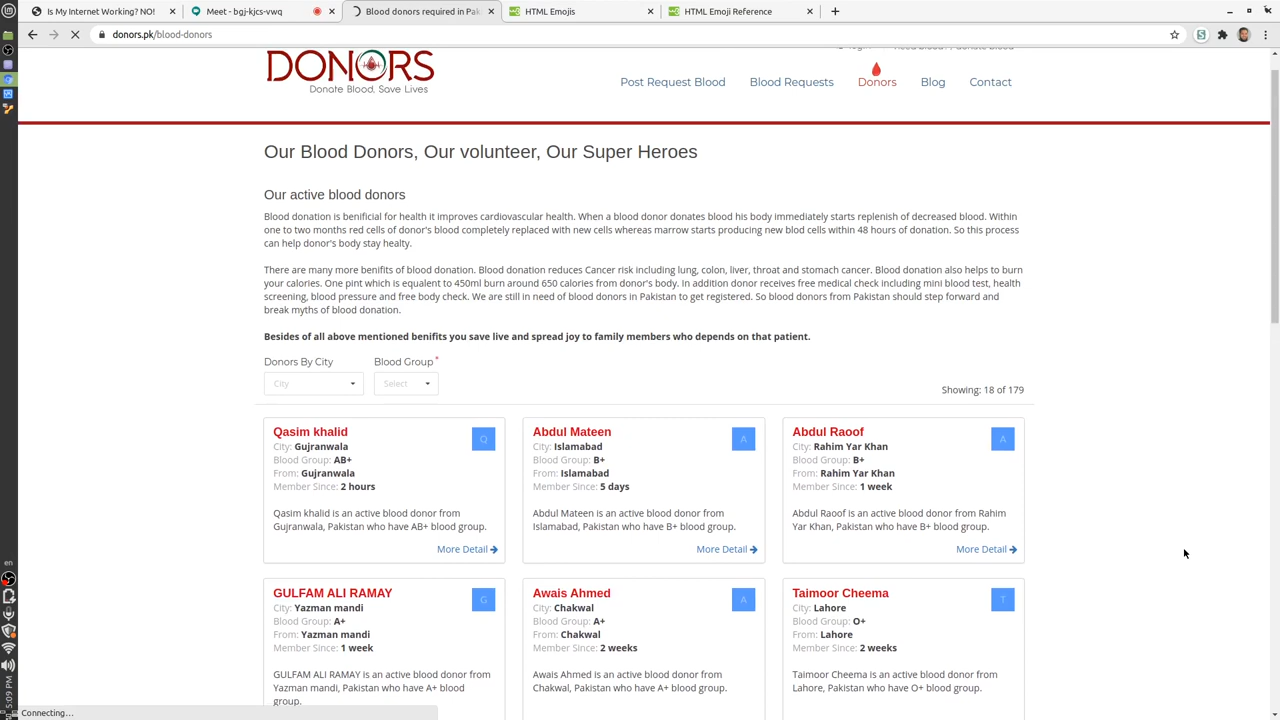 Is My Internet Working? NO!
Meet - bgj-kjcs-vwq
Blood donors required in Pak
HTML Emojis
HTML Emoji Reference
donors.pk/blood-donors
DONORS
Donate Blood, Save Lives
Post Request Blood
Blood Requests
Donors
Blog
Contact
Our Blood Donors, Our volunteer, Our Super Heroes
Our active blood donors
Blood donation is benificial for health it improves cardiovascular health. When a blood donor donates blood his body immediately starts replenish of decreased blood. Within
one to two months red cells of donor's blood completely replaced with new cells whereas marrow starts producing new blod cells within 48 hours of donation. So this process
can help donor's body stay healty.
There are many more benifits of blood donation. Blood donation reduces Cancer risk including lung, colon, liver, throat and stomach cancer. Blood donation also helps to burn
your calories. One pint which is equalent to 450ml burn around 650 calories from donor's body. In addition donor receives free medical check including mini blood test, health
screening, blood pressure and free body check. We are still in need of blood donors in Pakistan to get registered. So blood donors from Pakistan should step forward and
break myths of blood donation.
Besides of all above mentioned benifits you save live and spread joy to family members who depends on that patient.
Donors By City
Blood Group *
City
Select
Showing: 18 of 179
Qasim khalid
Q
City: Gujranwala
Blood Group: AB+
From: Gujranwala
Member Since: 2 hours
Qasim khalid is an active blood donor from
Gujranwala, Pakistan who have AB+ blood group.
More Detail
Abdul Mateen
A
City: Islamabad
Blood Group: B+
From: Islamabad
Member Since: 5 days
Abdul Mateen is an active blood donor from
Islamabad, Pakistan who have B+ blood group.
More Detail
Abdul Raoof
A
City: Rahim Yar Khan
Blood Group: B+
From: Rahim Yar Khan
Member Since: 1 week
Abdul Raoof is an active blood donor from Rahim
Yar Khan, Pakistan who have B+ blood group.
More Detail
GULFAM ALI RAMAY
G
City: Yazman mandi
Blood Group: A+
From: Yazman mandi
Member Since: 1 week
GULFAM ALI RAMAY is an active blood donor from
Yazman mandi, Pakistan who have A+ blood
group.
Awais Ahmed
A
City: Chakwal
Blood Group: A+
From: Chakwal
Member Since: 2 weeks
Awais Ahmed is an active blood donor from
Chakwal, Pakistan who have A+ blood group.
Taimoor Cheema
T
City: Lahore
Blood Group: O+
From: Lahore
Member Since: 2 weeks
Taimoor Cheema is an active blood donor from
Lahore, Pakistan who have O+ blood group.
en
5:09 PM
Connecting...